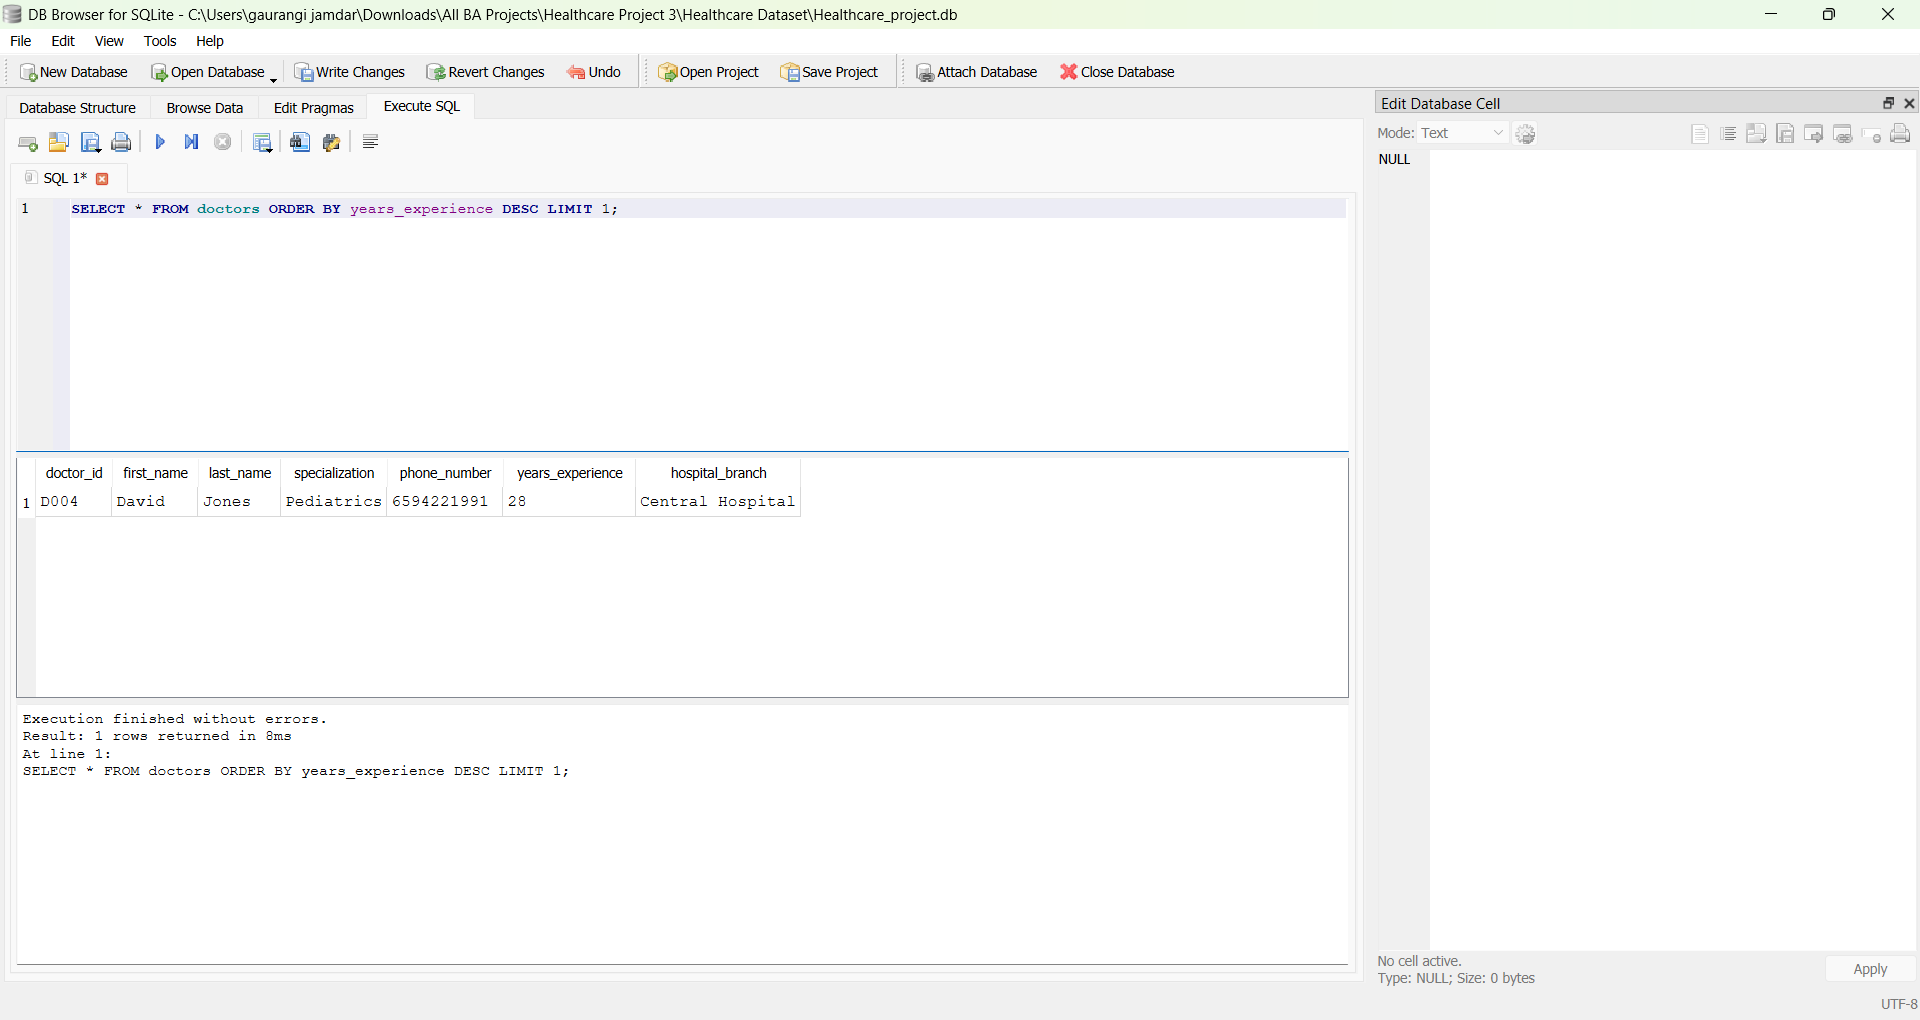 DB Browser for SQLite - C:\Users\gaurangi jamdar\Downloads\All BA Projects\Healthcare Project 3\Healthcare Dataset\Healthcare_project.db
File Edit View Tools Help
New Database Open Database Write Changes Revert Changes Undo Open Project Save Project Attach Database Close Database
Database Structure Browse Data Edit Pragmas Execute SQL
Edit Database Cell
Mode: Text
NULL
SQL 1*
1 SELECT * FROM doctors ORDER BY years_experience DESC LIMIT 1;
doctor_id first_name last_name specialization phone_number years_experience hospital_branch
1 D004 David Jones Pediatrics 6594221991 28 Central Hospital
Execution finished without errors.
Result: 1 rows returned in 8ms
At line 1:
SELECT * FROM doctors ORDER BY years_experience DESC LIMIT 1;
No cell active.
Type: NULL; Size: 0 bytes
Apply
UTF-8